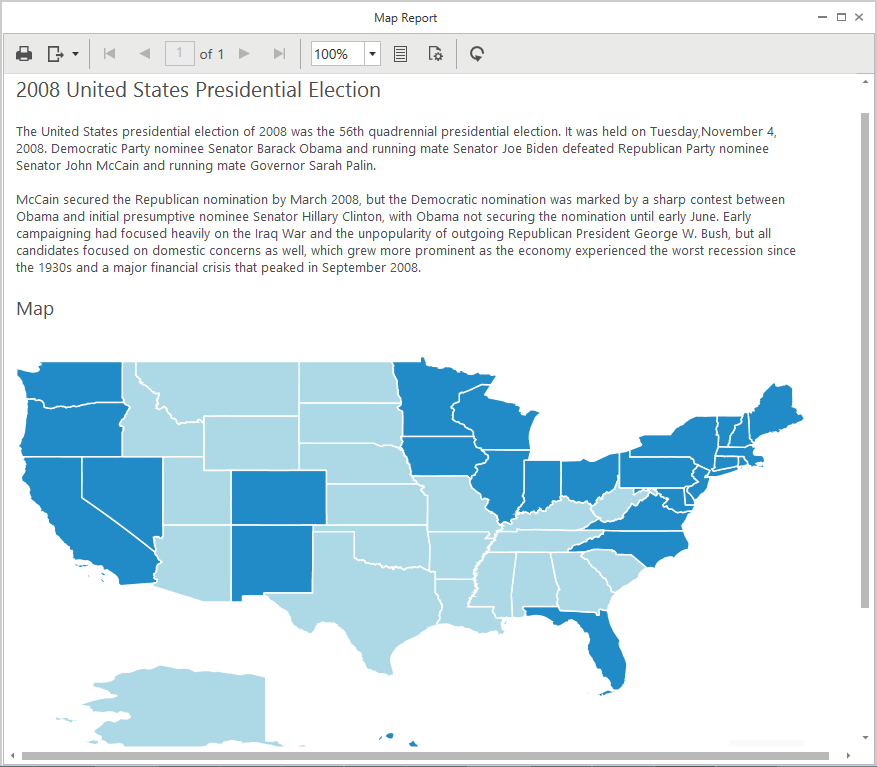 Map Report
1 of 1 100%
2008 United States Presidential Election
The United States presidential election of 2008 was the 56th quadrennial presidential election. It was held on Tuesday,November 4,
2008. Democratic Party nominee Senator Barack Obama and running mate Senator Joe Biden defeated Republican Party nominee
Senator John McCain and running mate Governor Sarah Palin.
McCain secured the Republican nomination by March 2008, but the Democratic nomination was marked by a sharp contest between
Obama and initial presumptive nominee Senator Hillary Clinton, with Obama not securing the nomination until early June. Early
campaigning had focused heavily on the Iraq War and the unpopularity of outgoing Republican President George W. Bush, but all
candidates focused on domestic concerns as well, which grew more prominent as the economy experienced the worst recession since
the 1930s and a major financial crisis that peaked in September 2008.
Map